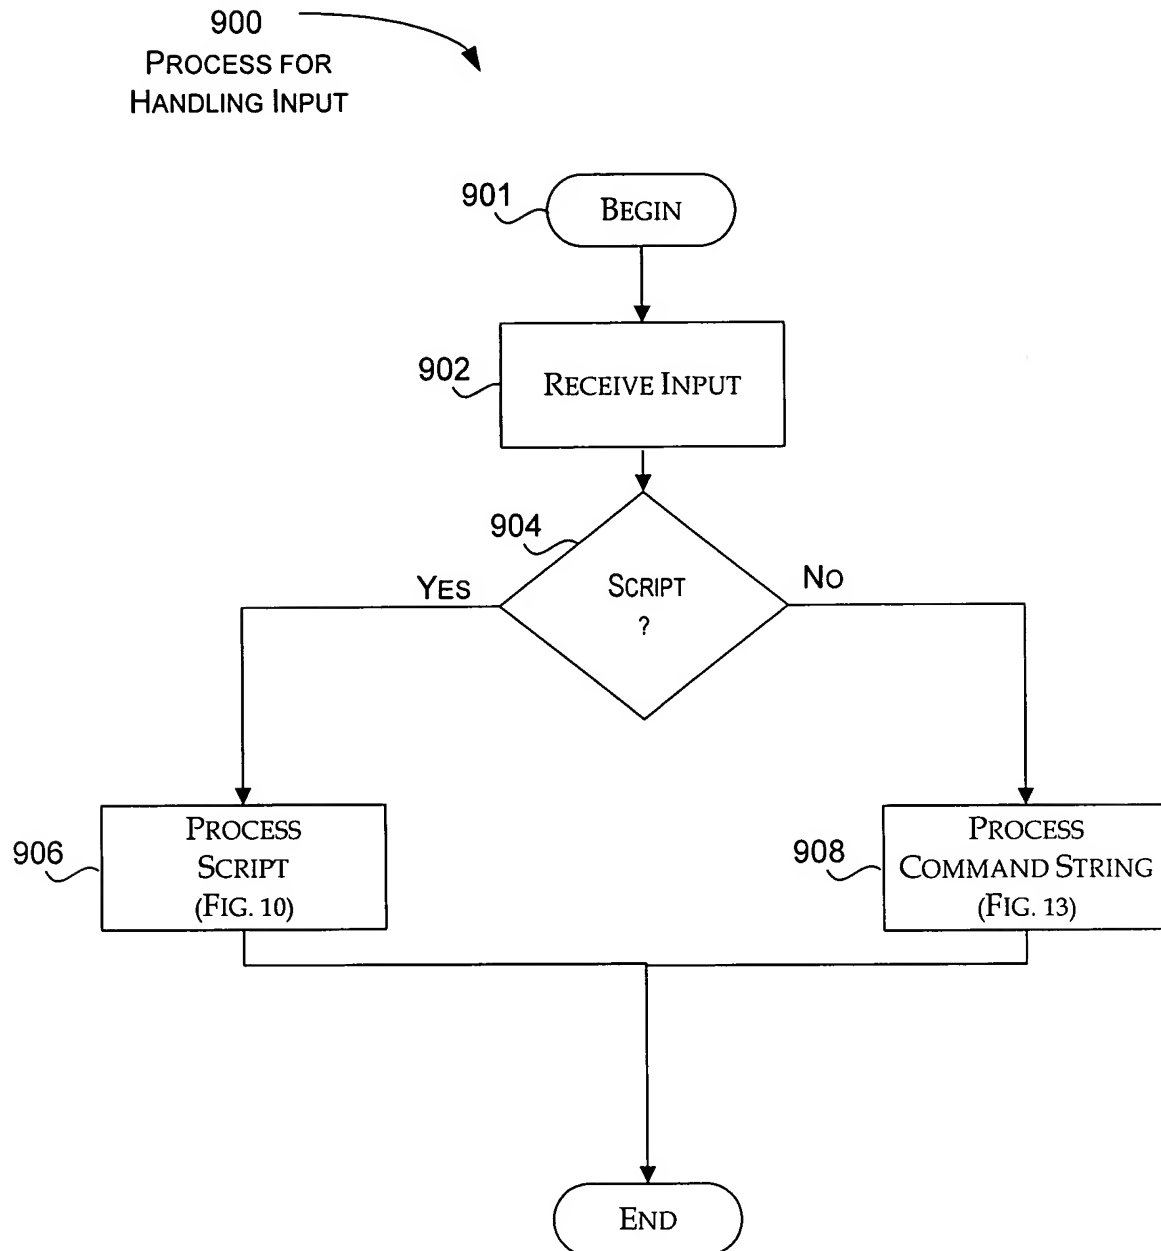 900
PROCESS FOR
HANDLING INPUT
901
BEGIN
902
RECEIVE INPUT
904
YES
SCRIPT
?
NO
906
PROCESS
SCRIPT
(FIG. 10)
908
PROCESS
COMMAND STRING
(FIG. 13)
END